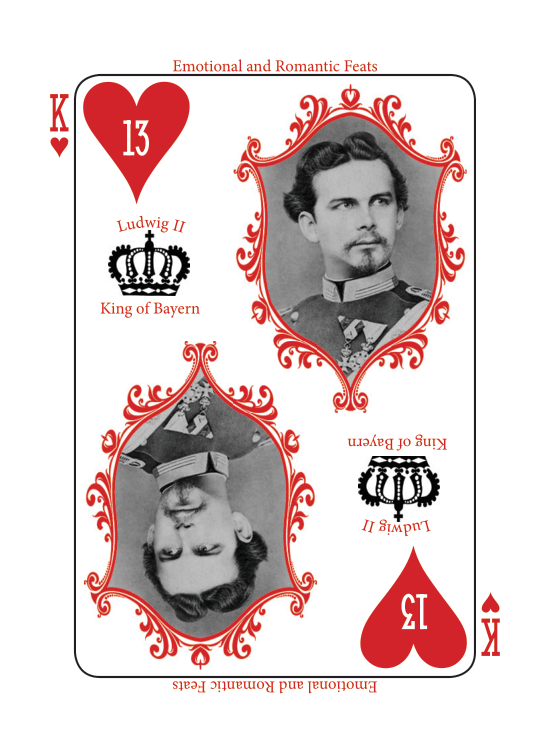 Emotional and Romantic Feats
K
13
Ludwig II
King of Bayern
King of Bayern
Ludwig II
13
K
Emotional and Romantic Feats